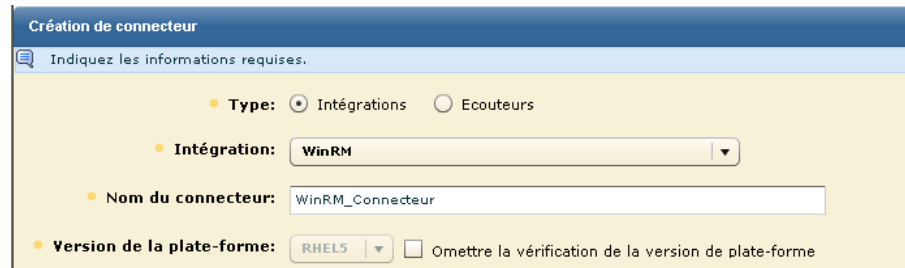 Création de connecteur
Indiquez les informations requises.
Type: Intégrations Ecouteurs
Intégration: WinRM
Nom du connecteur: WinRM_Connecteur
Version de la plate-forme: RHEL5 Omettre la vérification de la version de plate-forme